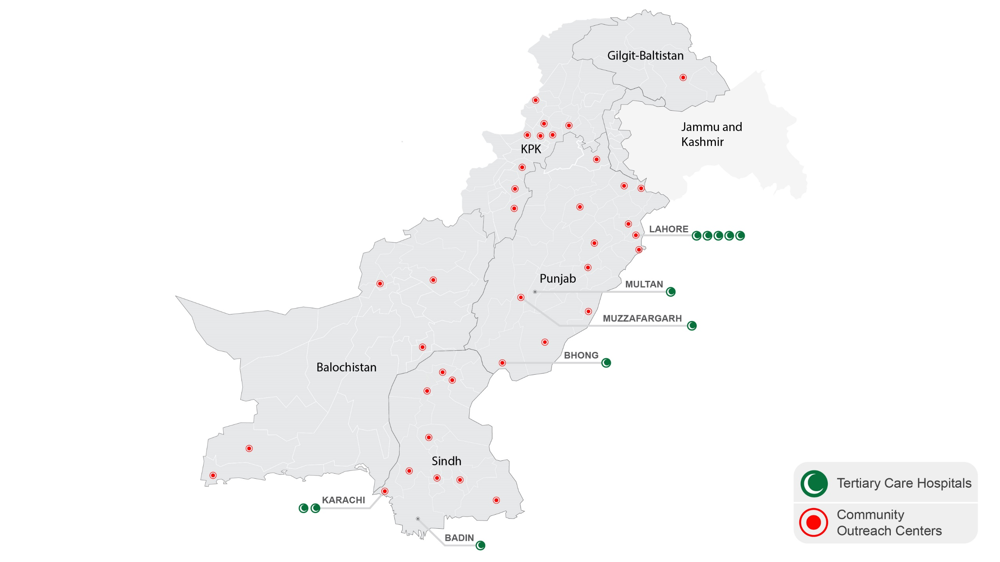 Gilgit-Baltistan
Jammu and
Kashmir
KPK
LAHORE
Punjab
MULTAN
MUZZAFARGARH
BHONG
Balochistan
Sindh
KARACHI
BADIN
Tertiary Care Hospitals
Community
Outreach Centers